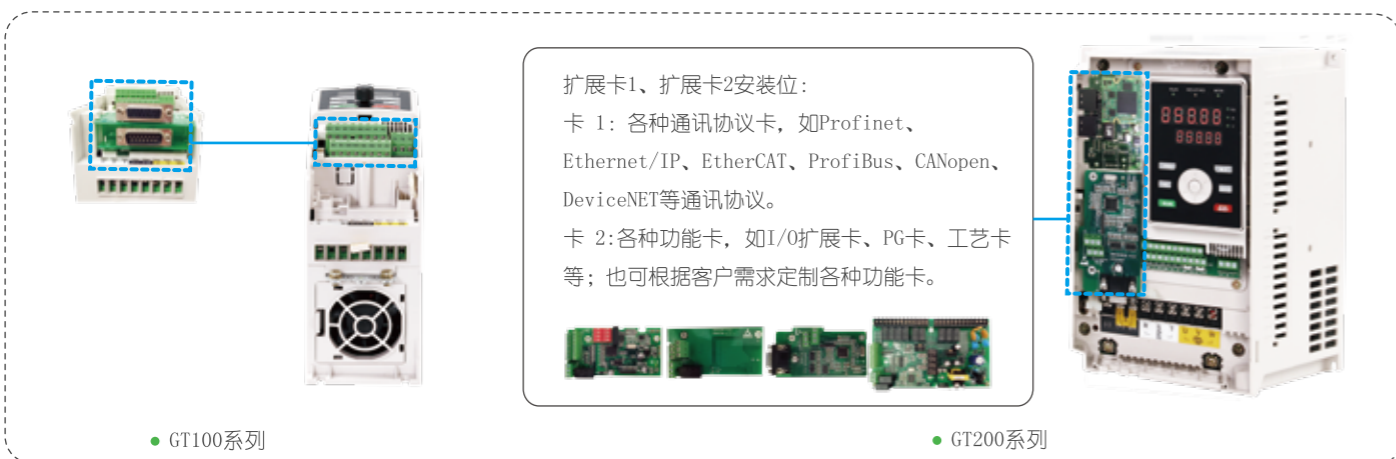 扩展卡1、扩展卡2安装位:
卡 1: 各种通讯协议卡, 如Profinet、
Ethernet/IP、EtherCAT、ProfiBus、CANopen、
DeviceNET等通讯协议。
卡 2:各种功能卡, 如I/O扩展卡、PG卡、工艺卡
等; 也可根据客户需求定制各种功能卡。
88888
88888
● GT100系列
● GT200系列